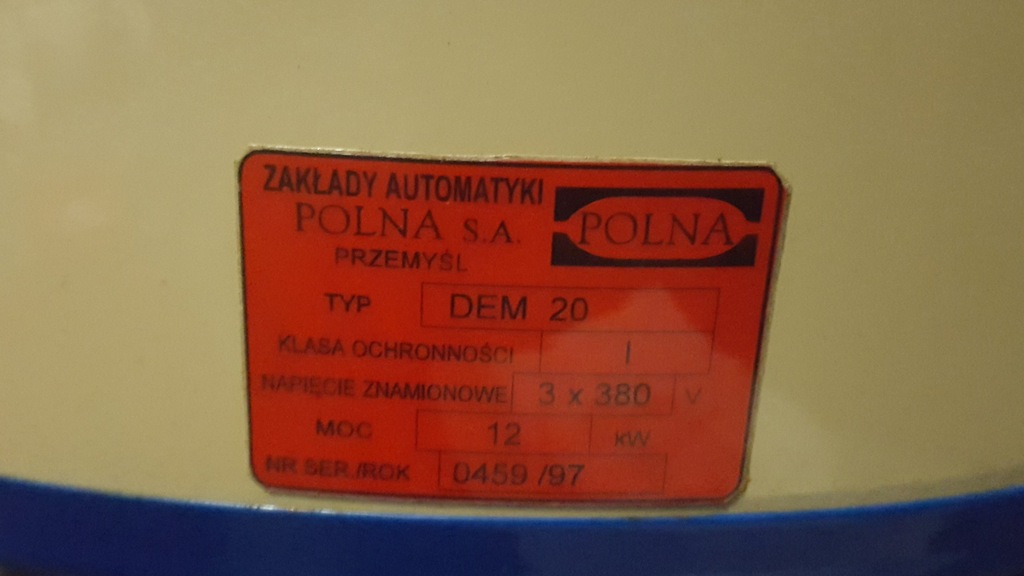 ZAKŁADY AUTOMATYKI
POLNA S.A.
POLNA
PRZEMYŚL
TYP DEM 20
KLASA OCHRONNOŚCI I
NAPIĘCIE ZNAMIONOWE 3 x 380 V
MOC 12 kW
NR SER./ROK 0459 /97